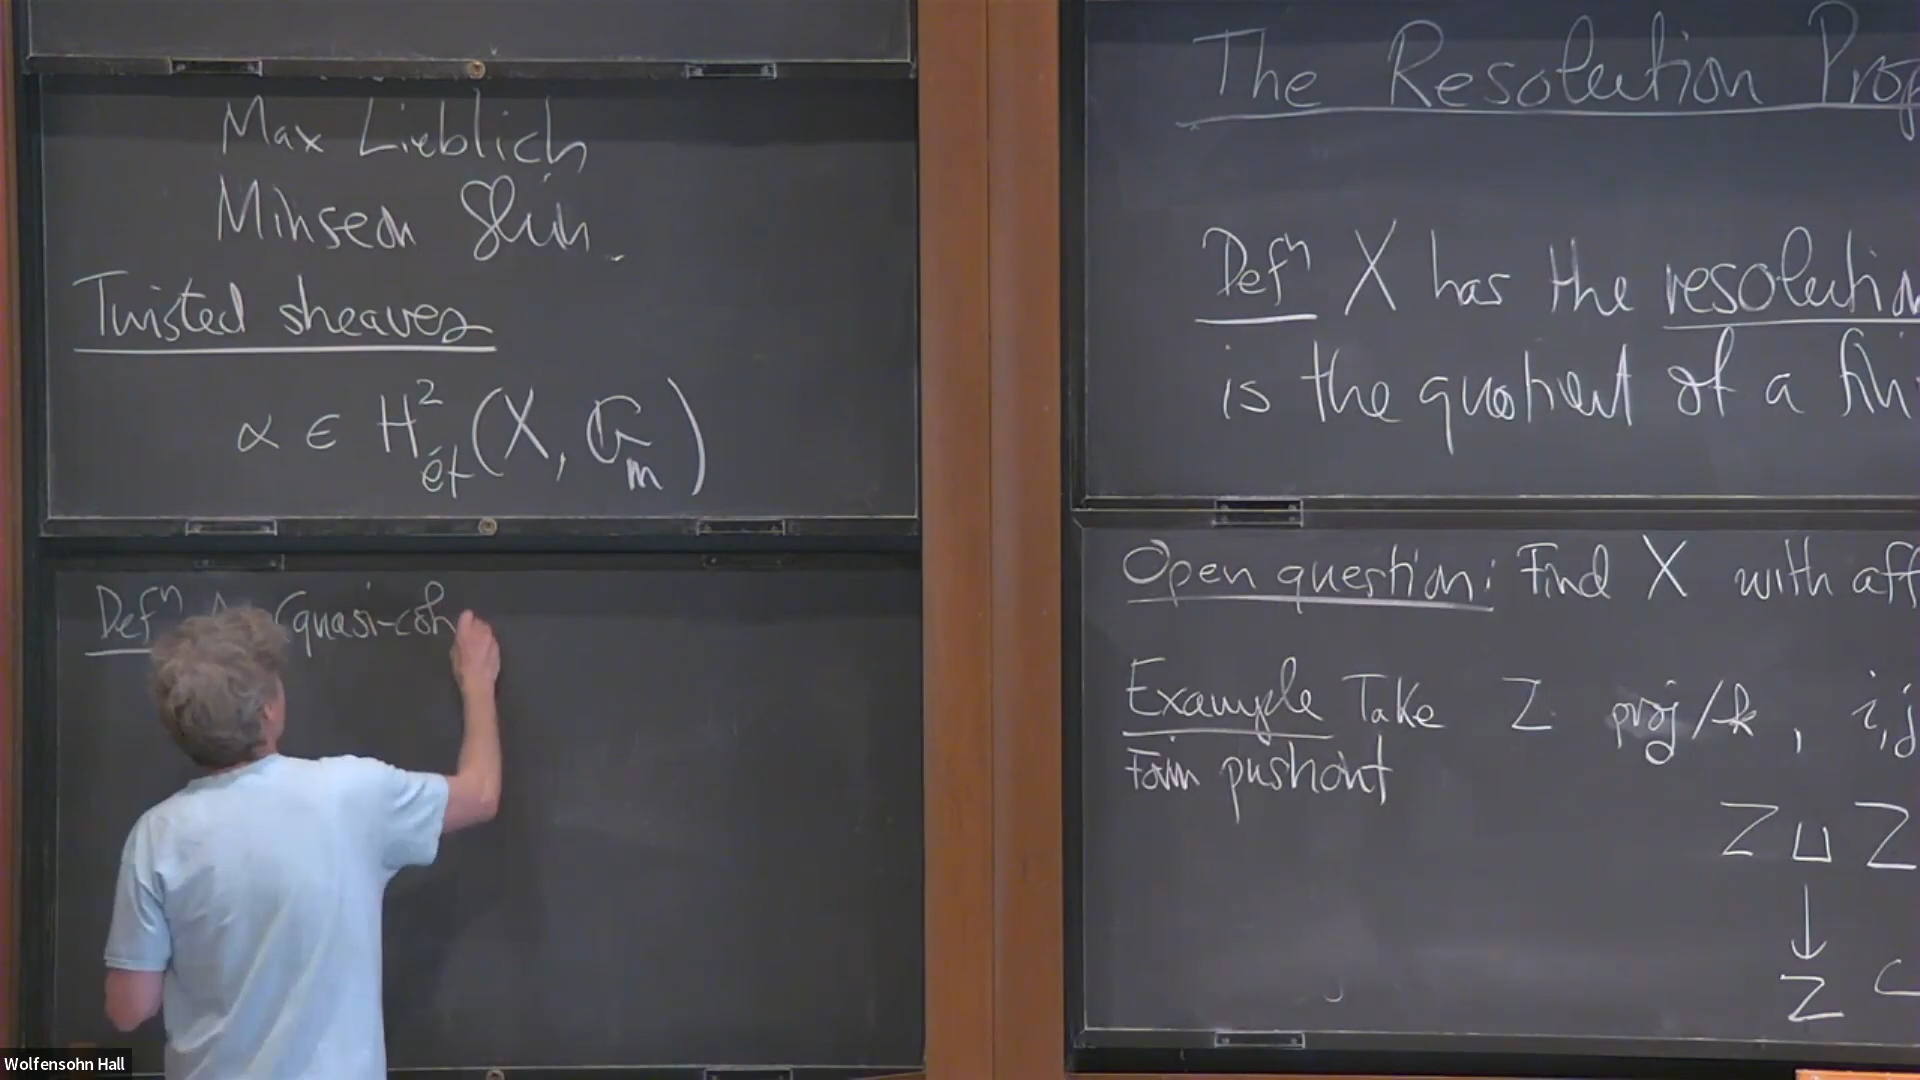 Max Lieblich
Minseon Shin
Twisted sheaves
α ∈ H²ét(X, 𝔾m)
Defⁿ (quasi-coh
The Resolution Prop
Defⁿ X has the resolution
is the quotient of a
Open question: Find X with aff
Example Take Z proj/k, i,j
Form pushout
Z ⊔ Z
↓
Z
Wolfensohn Hall